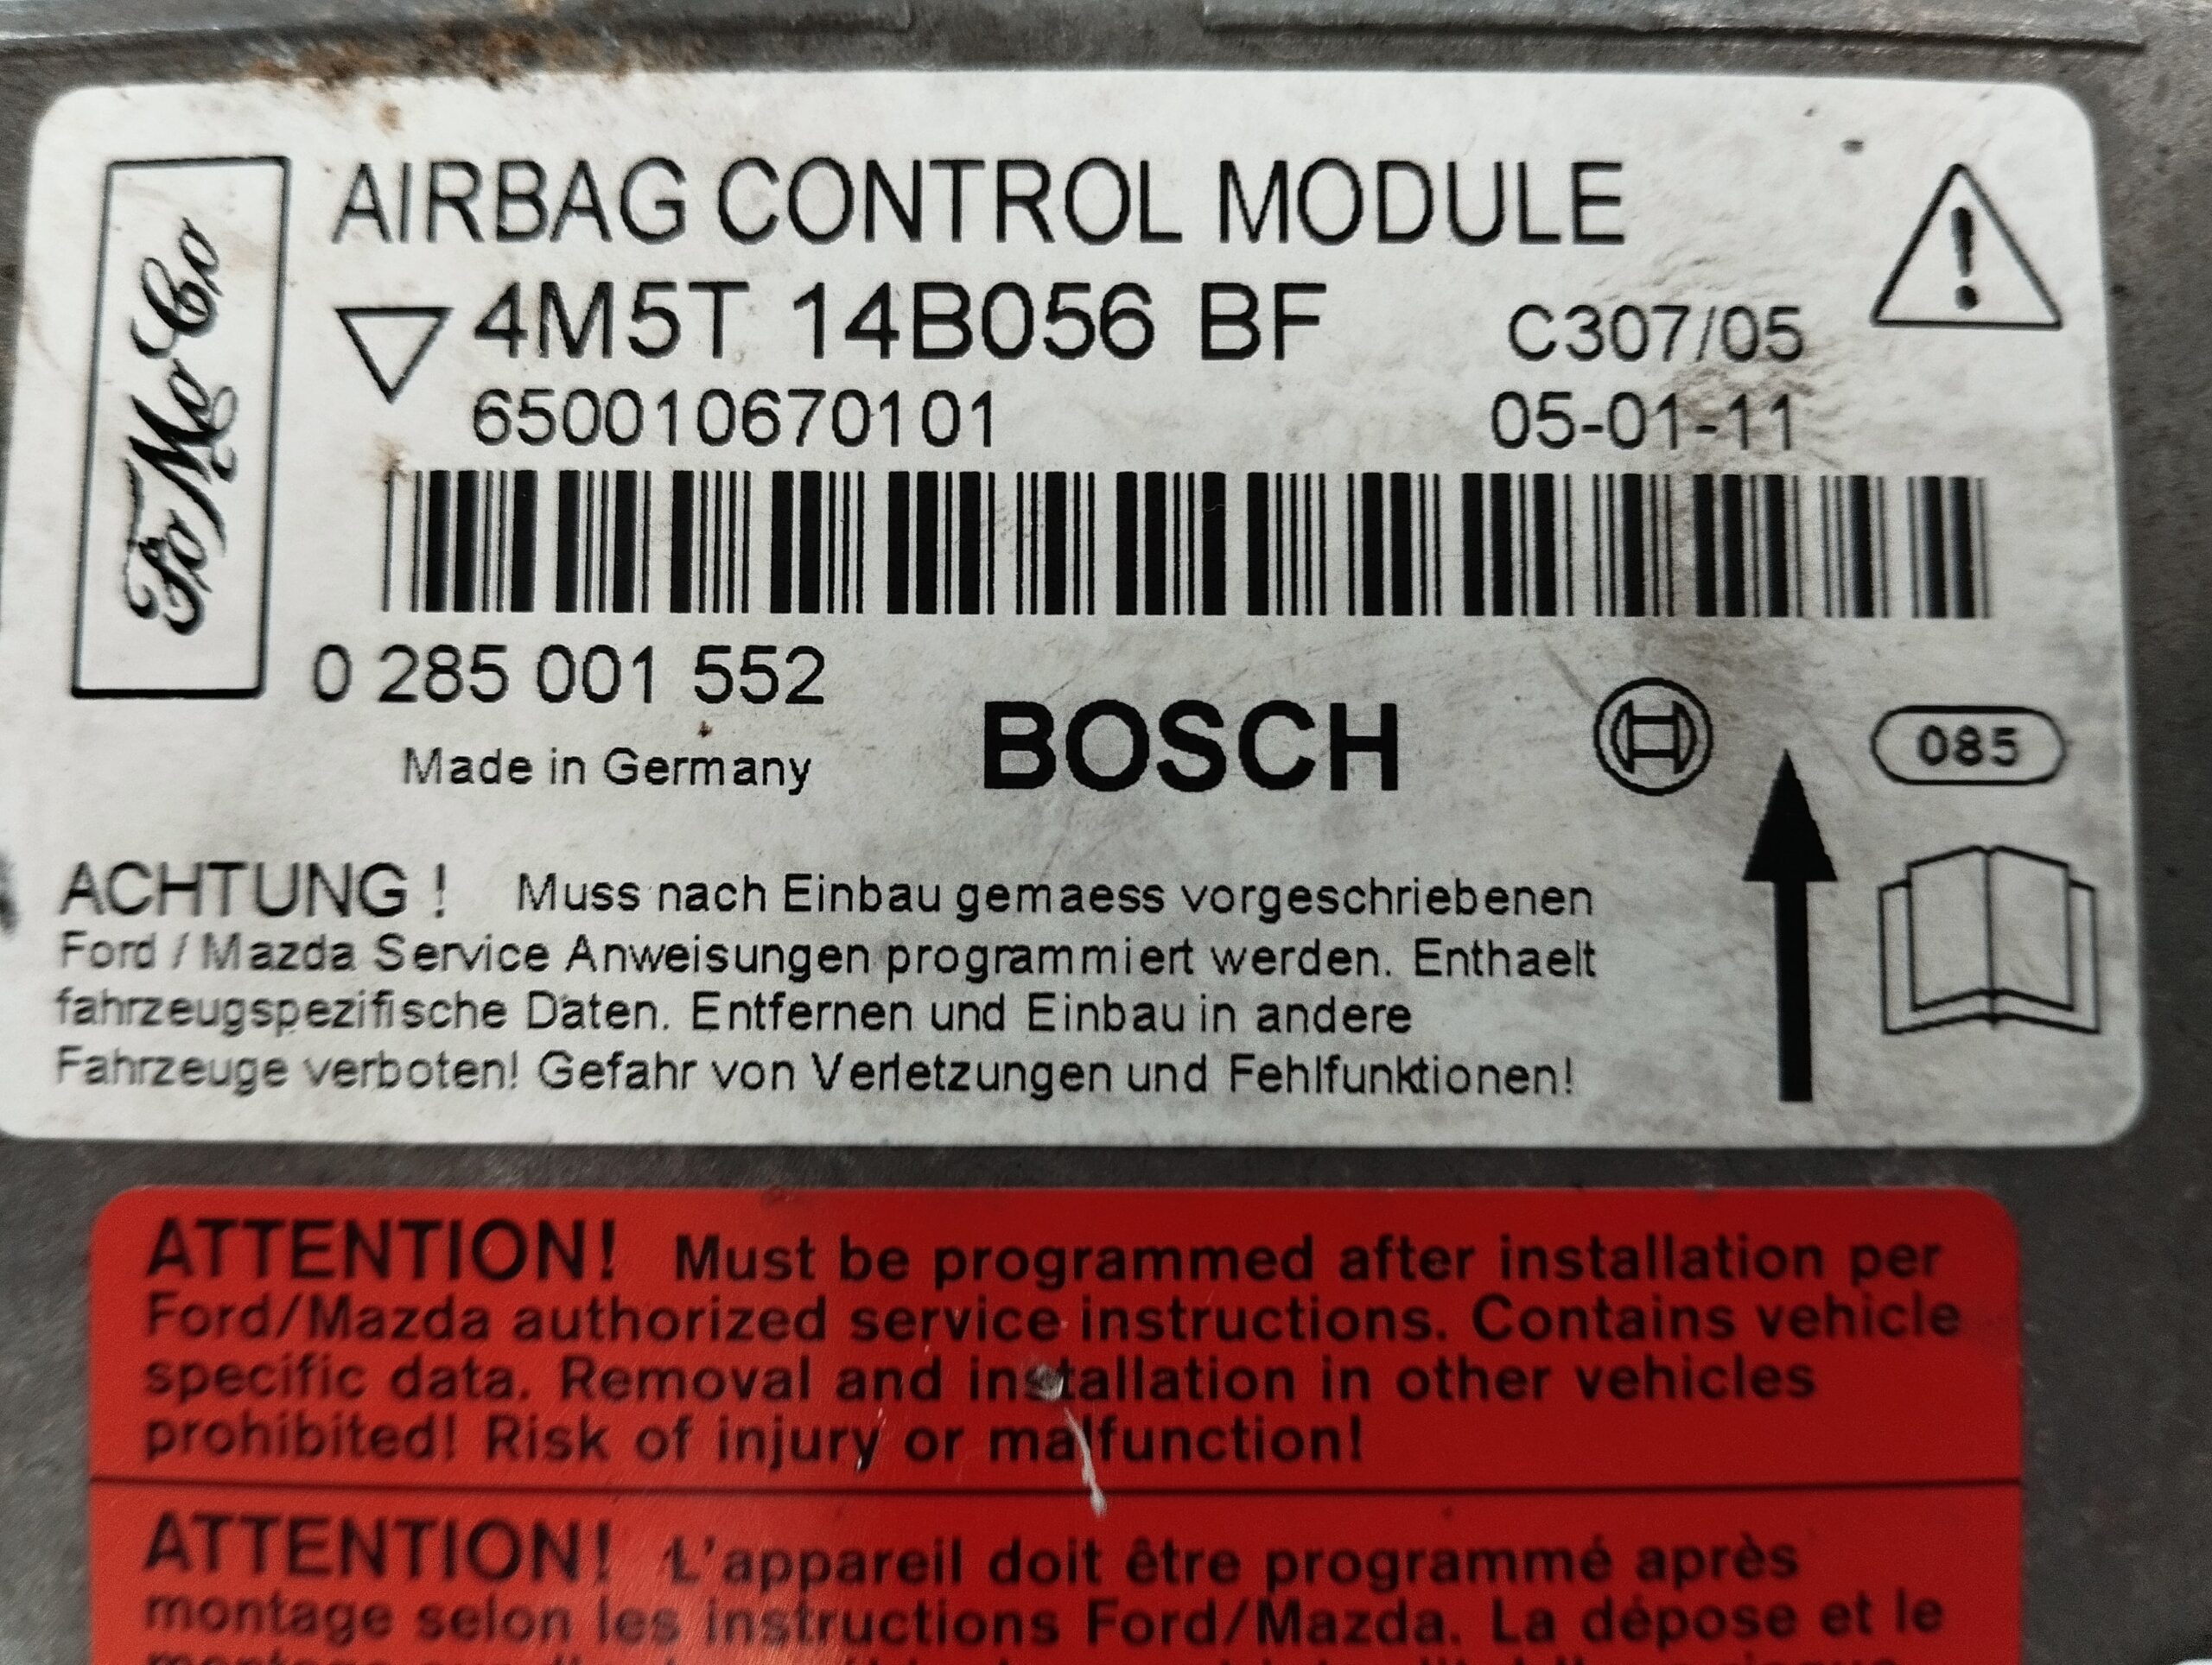 FoMoCo
AIRBAG CONTROL MODULE
4M5T 14B056 BF
C307/05
650010670101
05-01-11
0 285 001 552
Made in Germany
BOSCH
085
ACHTUNG ! Muss nach Einbau gemaess vorgeschriebenen
Ford / Mazda Service Anweisungen programmiert werden. Enthaelt
fahrzeugspezifische Daten. Entfernen und Einbau in andere
Fahrzeuge verboten! Gefahr von Verletzungen und Fehlfunktionen!
ATTENTION! Must be programmed after installation per
Ford/Mazda authorized service instructions. Contains vehicle
specific data. Removal and installation in other vehicles
prohibited! Risk of injury or malfunction!
ATTENTION! L'appareil doit être programmé après
montage selon les instructions Ford/Mazda. La dépose et le